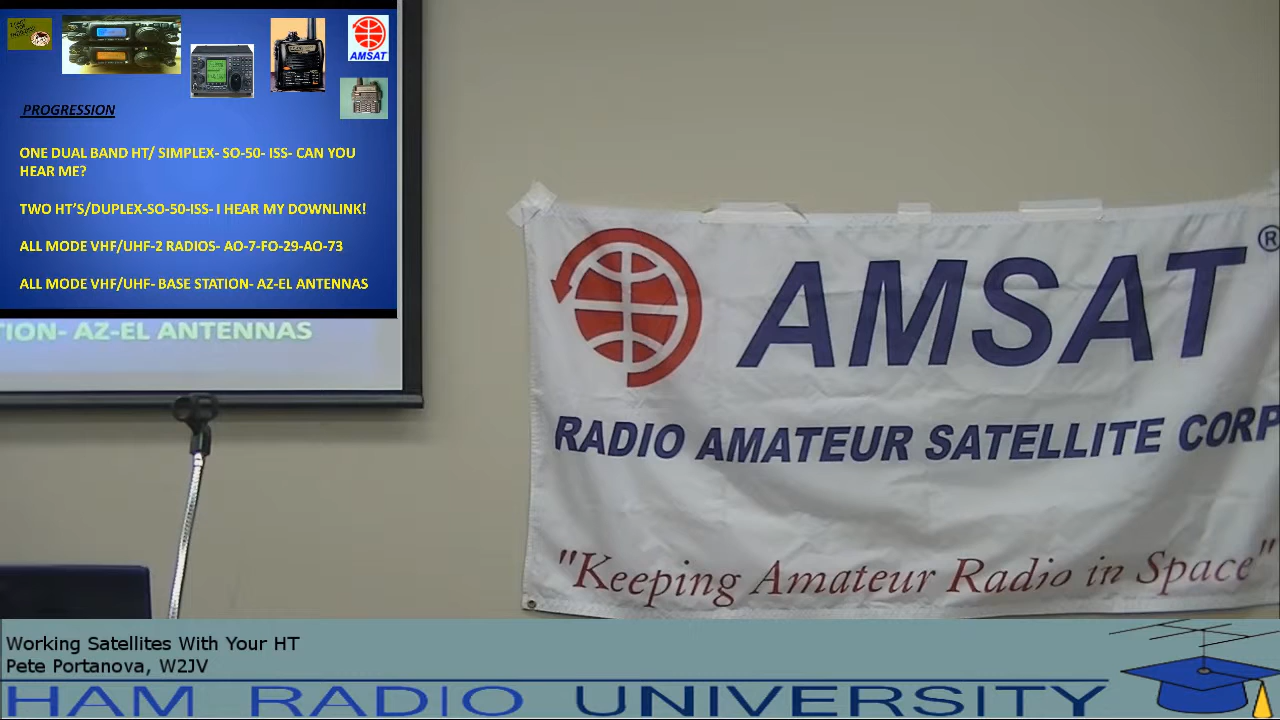 AMSAT
PROGRESSION
ONE DUAL BAND HT/ SIMPLEX- SO-50- ISS- CAN YOU
HEAR ME?
TWO HT'S/DUPLEX-SO-50-ISS- I HEAR MY DOWNLINK!
ALL MODE VHF/UHF-2 RADIOS- AO-7-FO-29-AO-73
ALL MODE VHF/UHF- BASE STATION- AZ-EL ANTENNAS
TION- AZ-EL ANTENNAS
AMSAT®
RADIO AMATEUR SATELLITE CORP
"Keeping Amateur Radio in Space"
Working Satellites With Your HT
Pete Portanova, W2JV
HAM RADIO UNIVERSITY